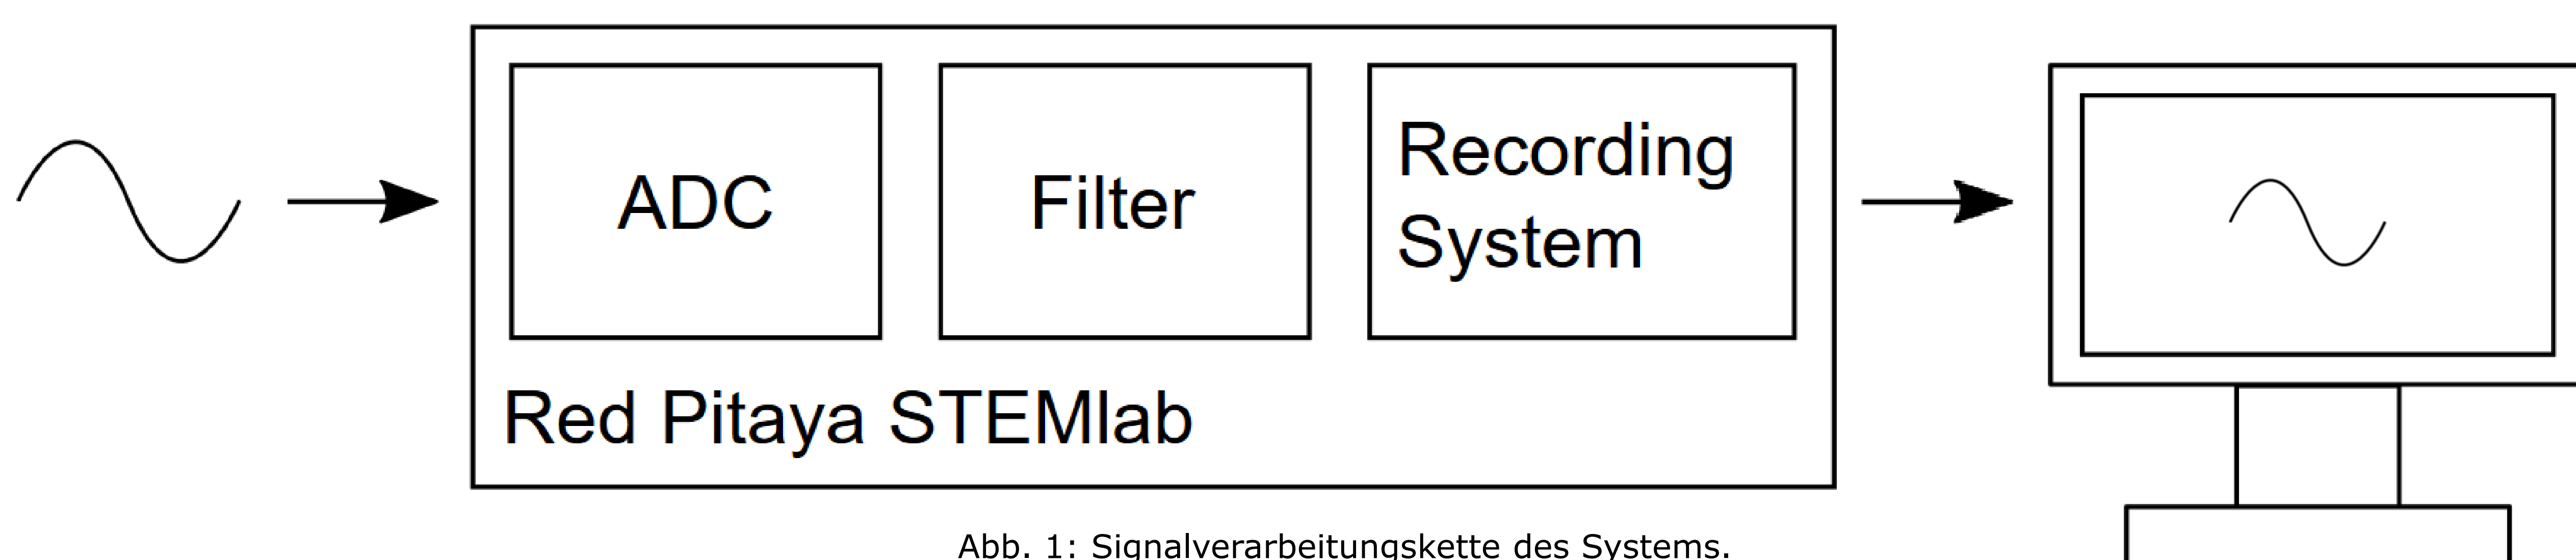 ADC
Filter
Recording
System
Red Pitaya STEMlab
Abb. 1: Signalverarbeitungskette des Systems.